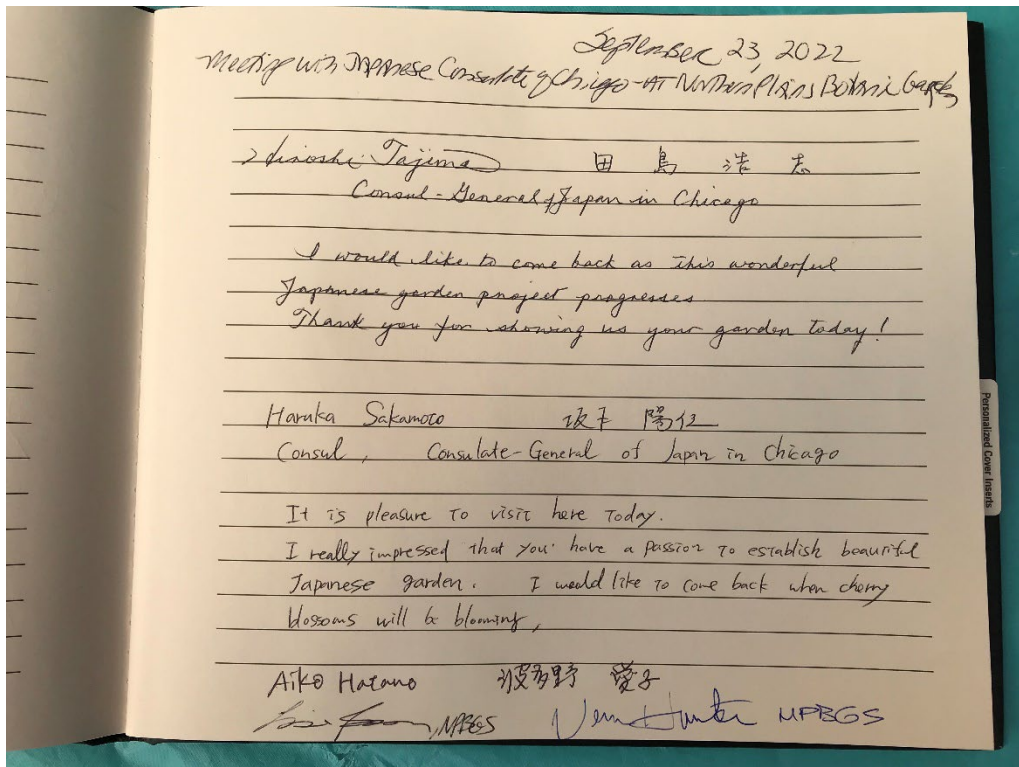 September 23, 2022
Meeting with Japanese Consulate of Chicago - AT Northern Plains Botanic Garden
Hiroshi Tajima 田島浩志
Consul-General of Japan in Chicago
I would like to come back as this wonderful
Japanese garden project progresses
Thank you for showing us your garden today!
Haruka Sakamoto 坂本
Consul, Consulate-General of Japan in Chicago
It is pleasure to visit here today.
I really impressed that you have a passion to establish beautiful
Japanese garden. I would like to come back when cherry
blossoms will be blooming,
Aiko Hatano 波多野 愛子
, NPBGS Vern Hunter NPBGS
Personalized Cover Inserts